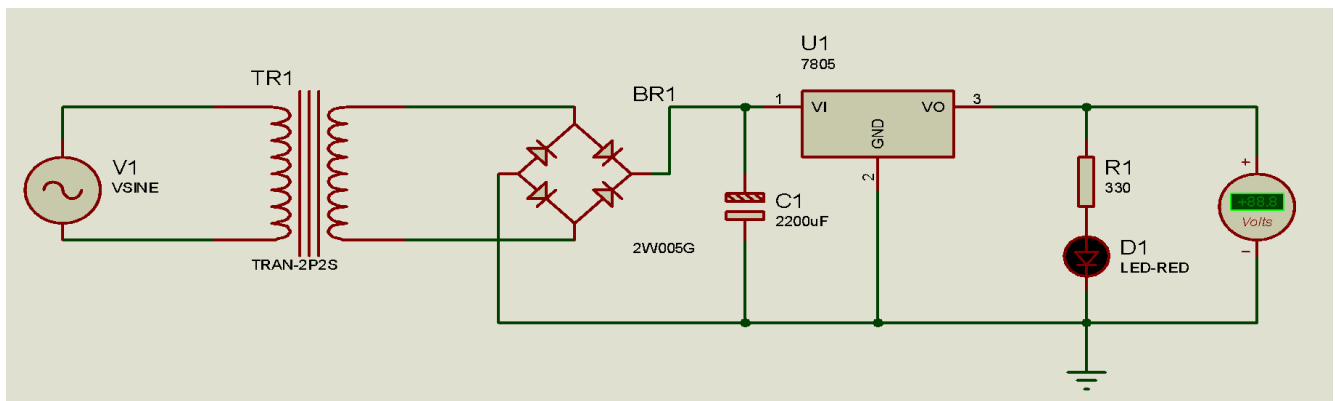 V1
VSINE
TR1
TRAN-2P2S
BR1
2W005G
C1
2200uF
U1
7805
1
VI
VO
3
GND
2
R1
330
D1
LED-RED
+
+88.8
Volts
−